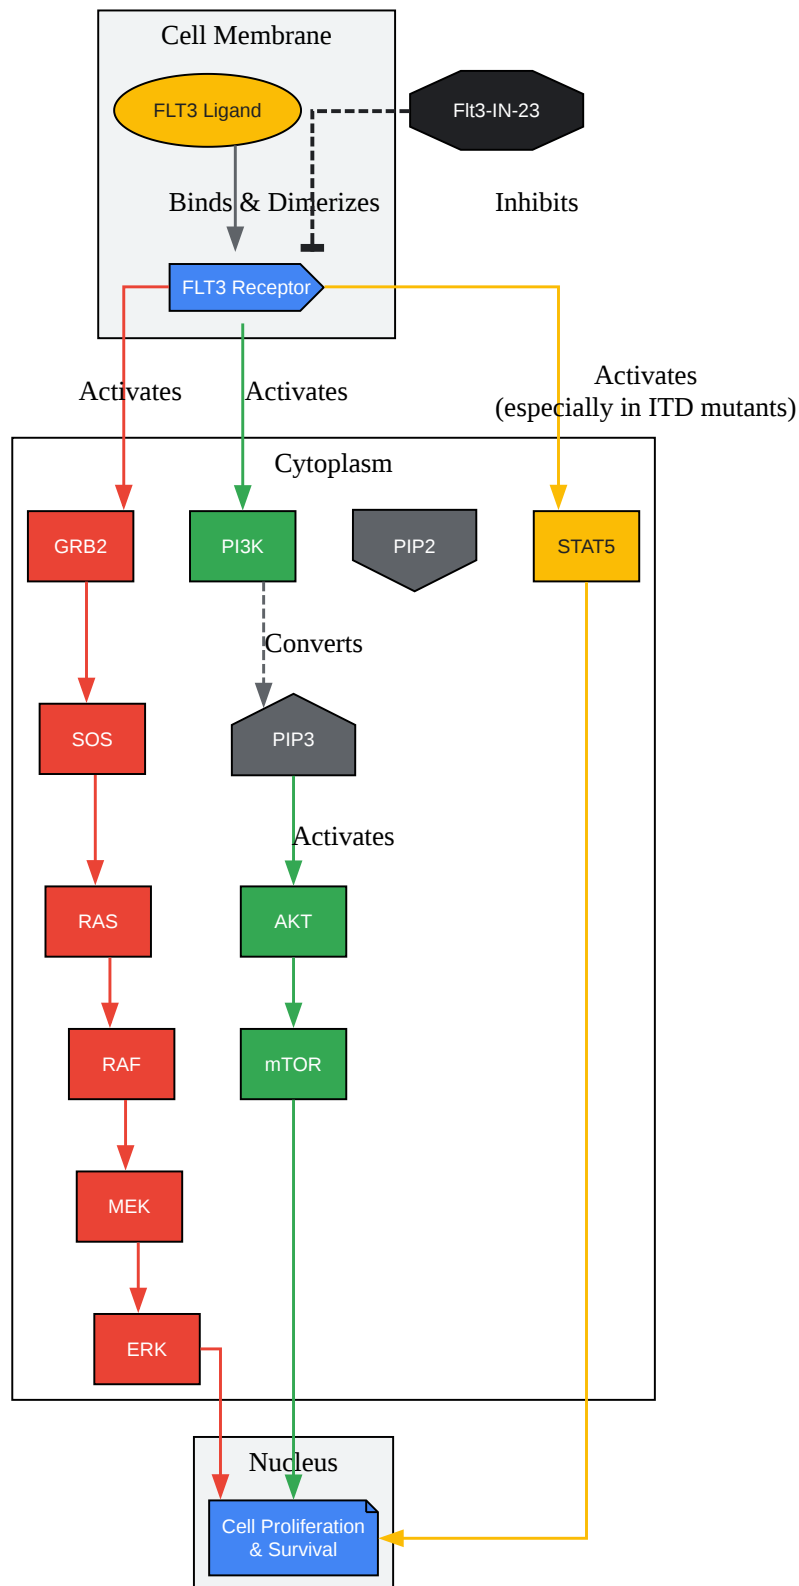 Cell Membrane
FLT3 Ligand
Flt3-IN-23
Binds & Dimerizes
Inhibits
FLT3 Receptor
Activates
Activates
Activates
(especially in ITD mutants)
Cytoplasm
GRB2
PI3K
PIP2
STAT5
Converts
SOS
PIP3
Activates
RAS
AKT
RAF
mTOR
MEK
ERK
Nucleus
Cell Proliferation
& Survival